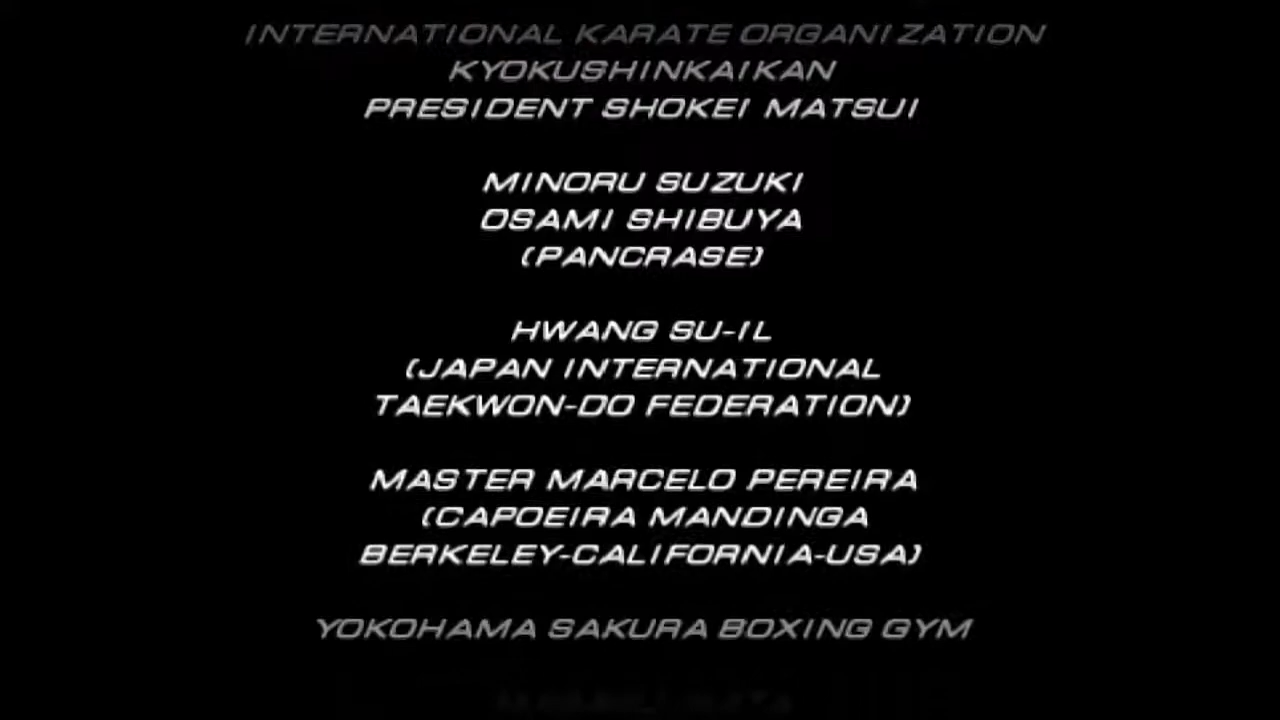 INTERNATIONAL KARATE ORGANIZATION
KYOKUSHINKAIKAN
PRESIDENT SHOKEI MATSUI
MINORU SUZUKI
OSAMI SHIBUYA
(PANCRASE)
HWANG SU-IL
(JAPAN INTERNATIONAL
TAEKWON-DO FEDERATION)
MASTER MARCELO PEREIRA
(CAPOEIRA MANDINGA
BERKELEY-CALIFORNIA-USA)
YOKOHAMA SAKURA BOXING GYM